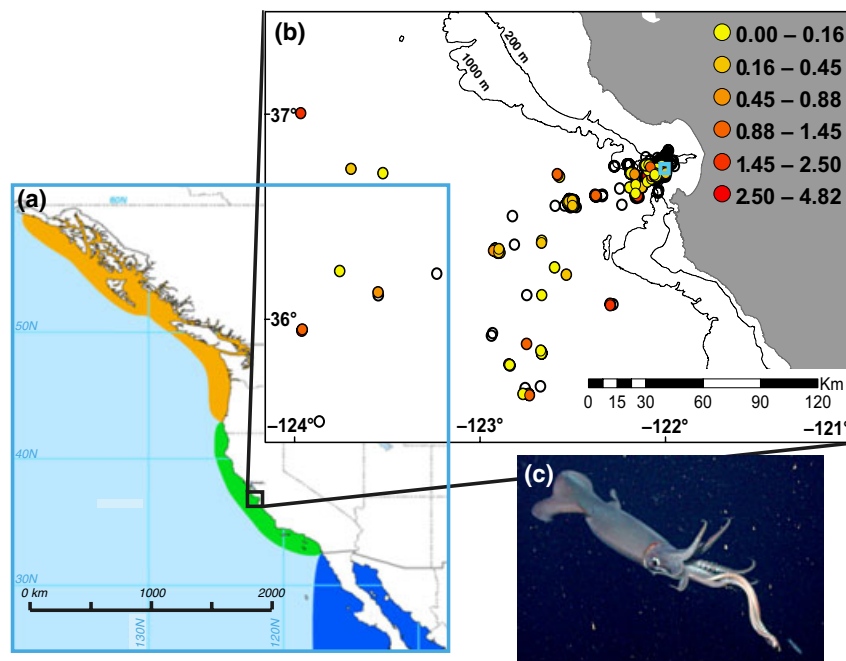 (b)
200 m
1000 m
0.00 – 0.16
0.16 – 0.45
0.45 – 0.88
0.88 – 1.45
1.45 – 2.50
2.50 – 4.82
37°
36°
Km
0 15 30 60 90 120
−124° −123° −122° −121°
(a)
60N
50N
40N
30N
0 km 1000 2000
130N
120N
(c)